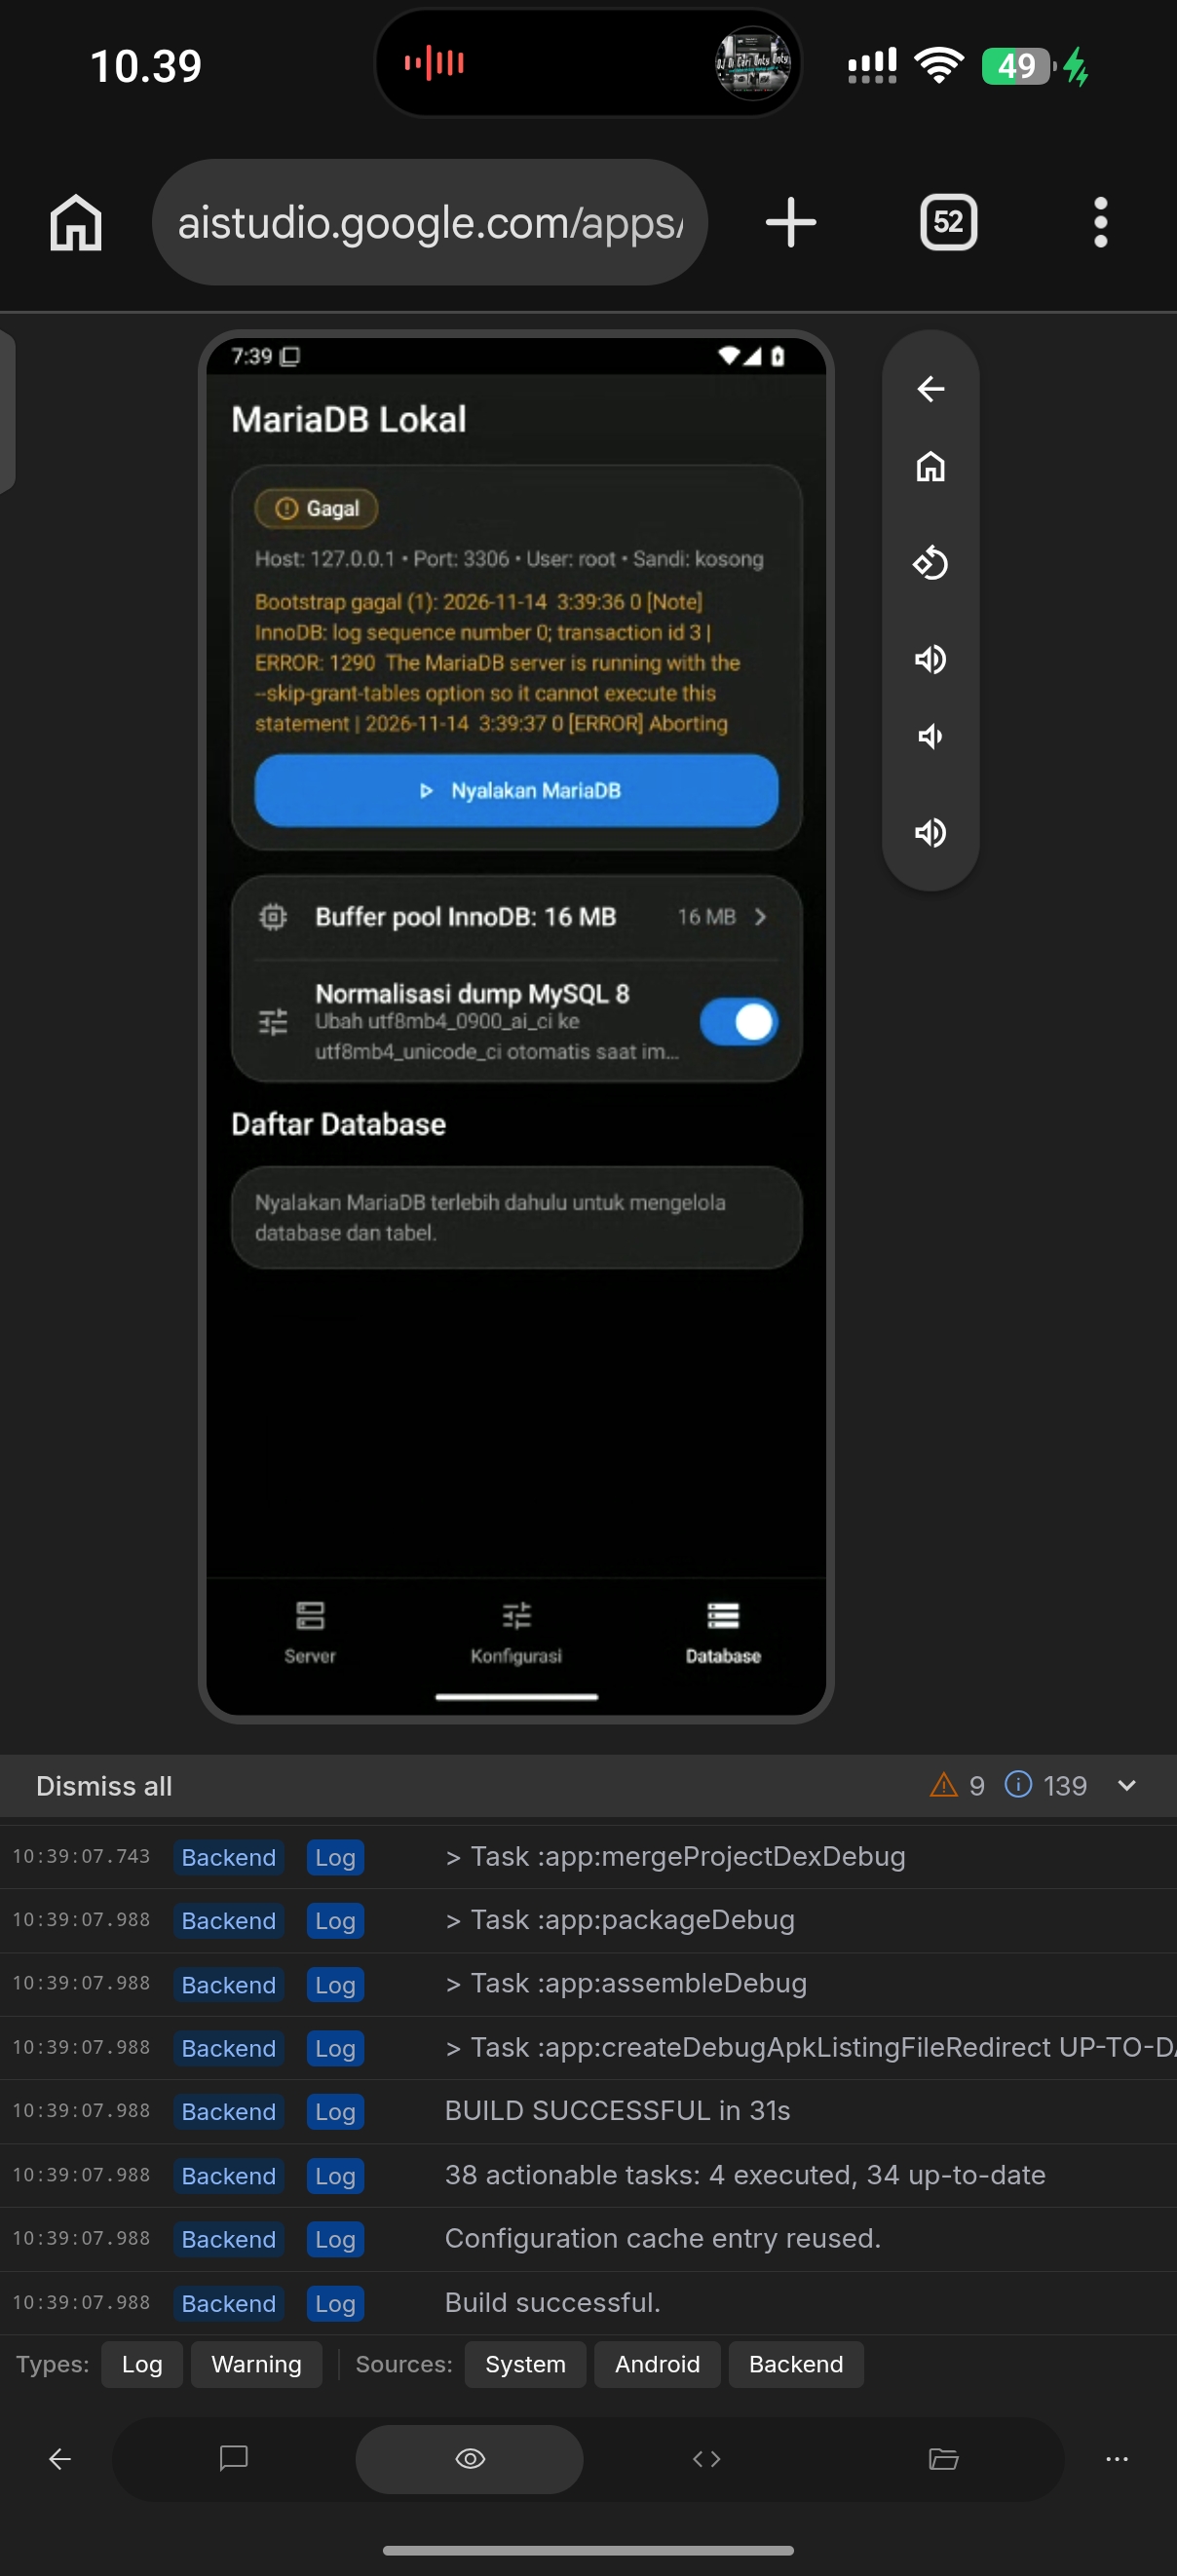 10.39
49
aistudio.google.com/apps/
52
7:39
MariaDB Lokal
Gagal
Host: 127.0.0.1 • Port: 3306 • User: root • Sandi: kosong
Bootstrap gagal (1): 2026-11-14 3:39:36 0 [Note]
InnoDB: log sequence number 0; transaction id 3 |
ERROR: 1290 The MariaDB server is running with the
--skip-grant-tables option so it cannot execute this
statement | 2026-11-14 3:39:37 0 [ERROR] Aborting
Nyalakan MariaDB
Buffer pool InnoDB: 16 MB
16 MB
Normalisasi dump MySQL 8
Ubah utf8mb4_0900_ai_ci ke
utf8mb4_unicode_ci otomatis saat im...
Daftar Database
Nyalakan MariaDB terlebih dahulu untuk mengelola
database dan tabel.
Server
Konfigurasi
Database
Dismiss all
9
139
10:39:07.743 Backend Log > Task :app:mergeProjectDexDebug
10:39:07.988 Backend Log > Task :app:packageDebug
10:39:07.988 Backend Log > Task :app:assembleDebug
10:39:07.988 Backend Log > Task :app:createDebugApkListingFileRedirect UP-TO-DA
10:39:07.988 Backend Log BUILD SUCCESSFUL in 31s
10:39:07.988 Backend Log 38 actionable tasks: 4 executed, 34 up-to-date
10:39:07.988 Backend Log Configuration cache entry reused.
10:39:07.988 Backend Log Build successful.
Types: Log Warning Sources: System Android Backend